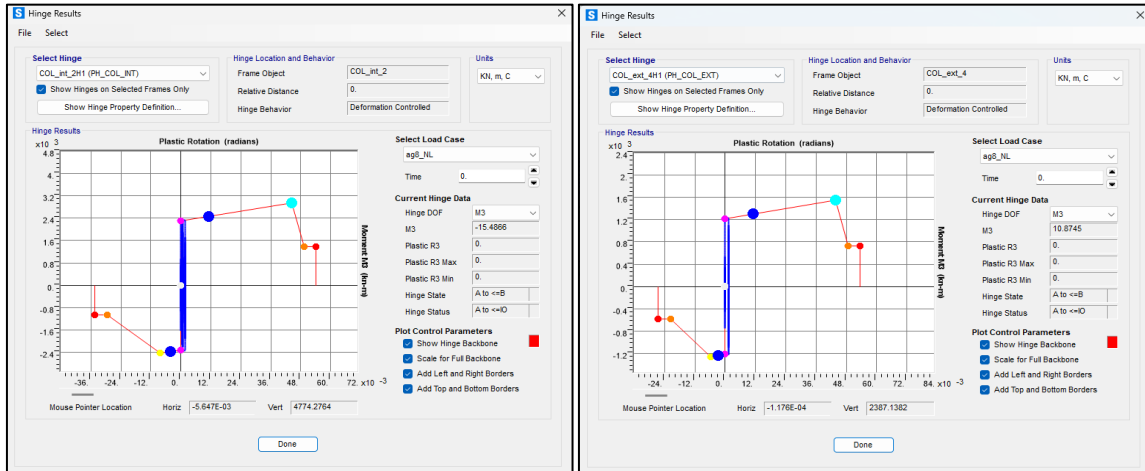 Hinge Results
File Select
Select Hinge
COL_int_2H1 (PH_COL_INT)
Show Hinges on Selected Frames Only
Show Hinge Property Definition...
Hinge Location and Behavior
Frame Object COL_int_2
Relative Distance 0.
Hinge Behavior Deformation Controlled
Units
KN, m, C
Hinge Results
x10 3
Plastic Rotation (radians)
4.8
4.
3.2
2.4
1.6
0.8
0.
-0.8
-1.6
-2.4
-36. -24. -12. 0. 12. 24. 36. 48. 60. 72. x10 -3
Moment M3 (kn-m)
Select Load Case
ag8_NL
Time 0.
Current Hinge Data
Hinge DOF M3
M3 -15.4866
Plastic R3 0.
Plastic R3 Max 0.
Plastic R3 Min 0.
Hinge State A to <=B
Hinge Status A to <=IO
Plot Control Parameters
Show Hinge Backbone
Scale for Full Backbone
Add Left and Right Borders
Add Top and Bottom Borders
Mouse Pointer Location Horiz -5.647E-03 Vert 4774.2764
Done
Hinge Results
File Select
Select Hinge
COL_ext_4H1 (PH_COL_EXT)
Show Hinges on Selected Frames Only
Show Hinge Property Definition...
Hinge Location and Behavior
Frame Object COL_ext_4
Relative Distance 0.
Hinge Behavior Deformation Controlled
Units
KN, m, C
Hinge Results
x10 3
Plastic Rotation (radians)
2.4
2.
1.6
1.2
0.8
0.4
0.
-0.4
-0.8
-1.2
-24. -12. 0. 12. 24. 36. 48. 60. 72. 84. x10 -3
Moment M3 (kn-m)
Select Load Case
ag8_NL
Time 0.
Current Hinge Data
Hinge DOF M3
M3 10.8745
Plastic R3 0.
Plastic R3 Max 0.
Plastic R3 Min 0.
Hinge State A to <=B
Hinge Status A to <=IO
Plot Control Parameters
Show Hinge Backbone
Scale for Full Backbone
Add Left and Right Borders
Add Top and Bottom Borders
Mouse Pointer Location Horiz -1.176E-04 Vert 2387.1382
Done